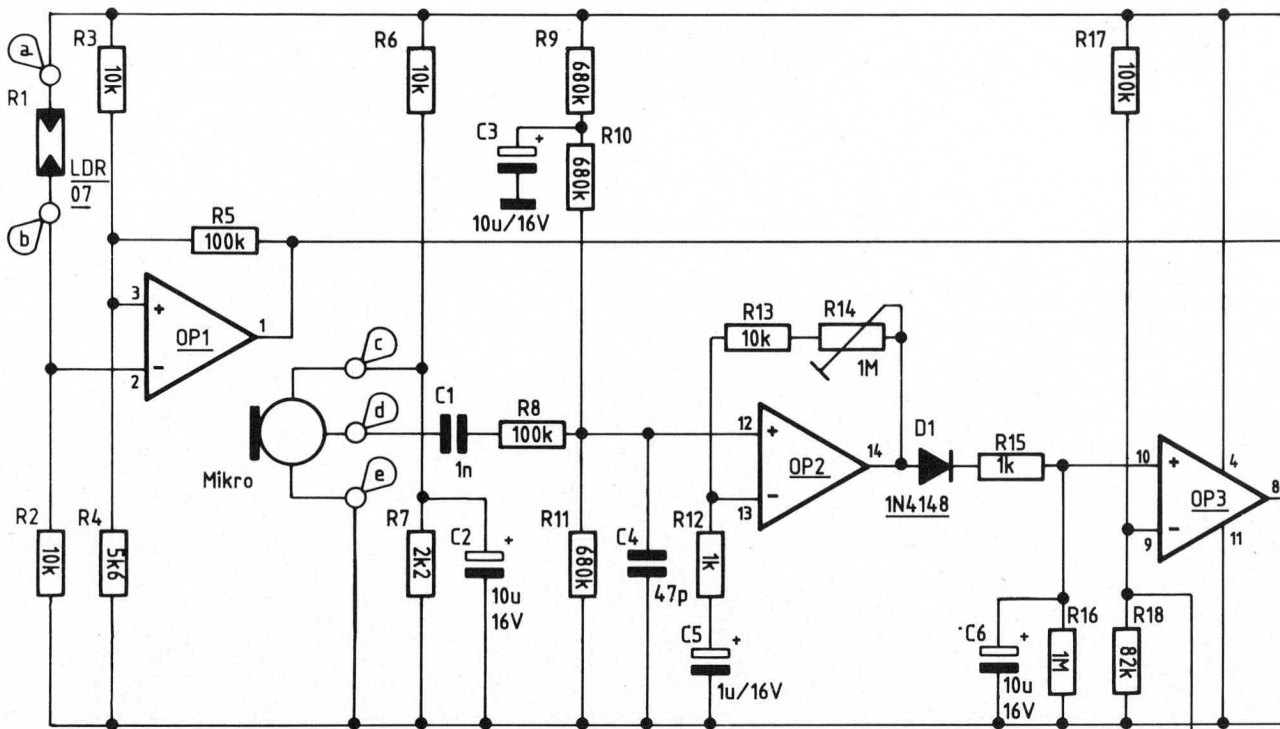 R3
R6
R9
R17
a
10k
10k
680k
100k
R1
C3
+
R10
680k
LDR
07
10u/16V
b
R5
100k
3
+
OP1
1
2
-
c
R13
10k
R14
1M
d
C1
1n
R8
100k
12
+
OP2
14
13
-
D1
1N4148
R15
1k
10
+
OP3
4
8
9
-
11
Mikro
e
R2
10k
R4
5k6
R7
2k2
C2
+
10u
16V
R11
680k
C4
47p
R12
1k
C5
+
1u/16V
C6
+
10u
16V
R16
1M
R18
82k